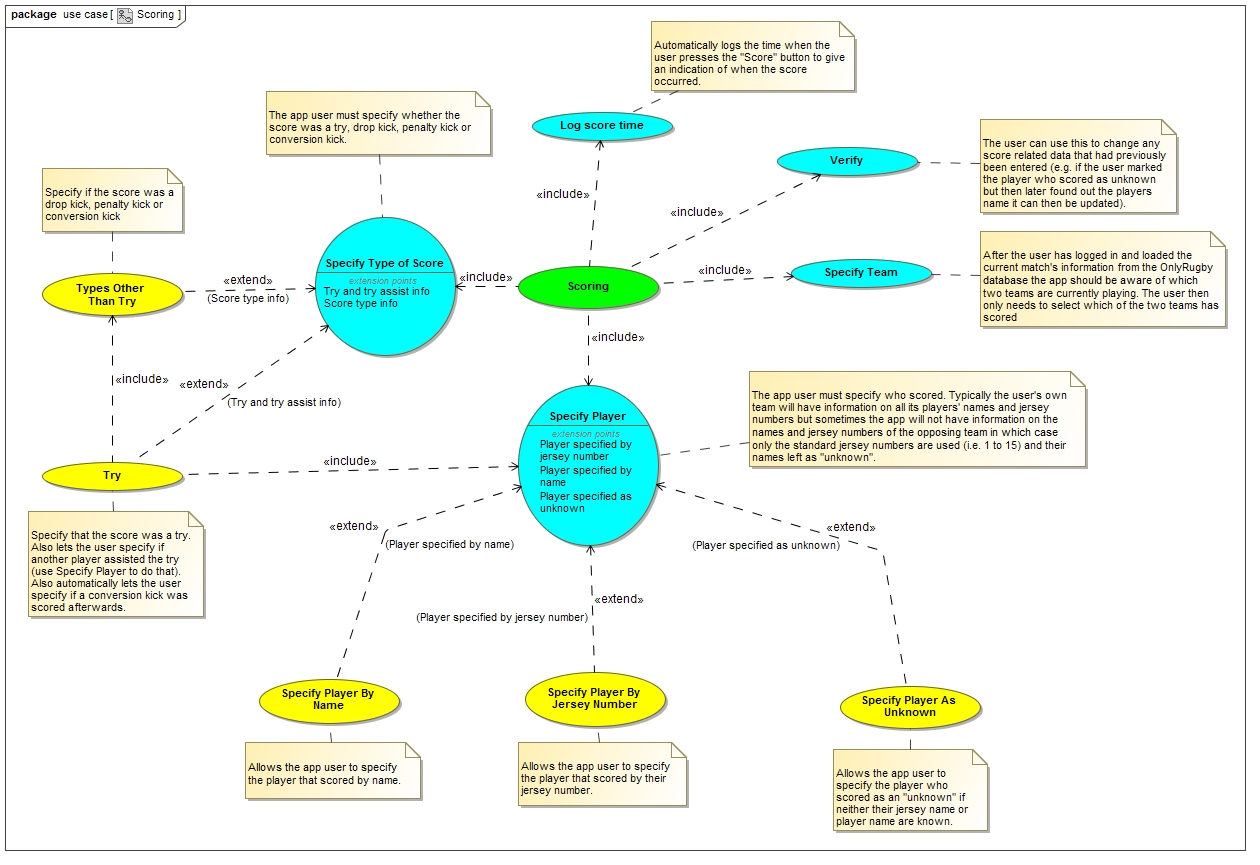 package use case[ Scoring ]
Automatically logs the time when the
user presses the "Score" button to give
an indication of when the score
occurred.
The app user must specify whether the
score was a try, drop kick, penalty kick or
conversion kick.
Log score time
The user can use this to change any
score related data that had previously
been entered (e.g. if the user marked
the player who scored as unknown
but then later found out the players
name it can then be updated).
Verify
Specify if the score was a
drop kick, penalty kick or
conversion kick
«include»
«include»
After the user has logged in and loaded the
current match's information from the OnlyRugby
database the app should be aware of which
two teams are currently playing. The user then
only needs to select which of the two teams has
scored
Specify Type of Score
extension points
Try and try assist info
Score type info
«include»
Scoring
«include»
Specify Team
Types Other
Than Try
«extend»
(Score type info)
«include»
«include»
«extend»
(Try and try assist info)
The app user must specify who scored. Typically the user's own
team will have information on all its players' names and jersey
numbers but sometimes the app will not have information on the
names and jersey numbers of the opposing team in which case
only the standard jersey numbers are used (i.e. 1 to 15) and their
names left as "unknown".
Specify Player
extension points
Player specified by
jersey number
Player specified by
name
Player specified as
unknown
Try
«include»
Specify that the score was a try.
Also lets the user specify if
another player assisted the try
(use Specify Player to do that).
Also automatically lets the user
specify if a conversion kick was
scored afterwards.
«extend»
(Player specified by name)
«extend»
(Player specified as unknown)
«extend»
(Player specified by jersey number)
Specify Player By
Name
Specify Player By
Jersey Number
Specify Player As
Unknown
Allows the app user to specify
the player that scored by name.
Allows the app user to specify
the player that scored by their
jersey number.
Allows the app user to
specify the player who
scored as an "unknown" if
neither their jersey name or
player name are known.